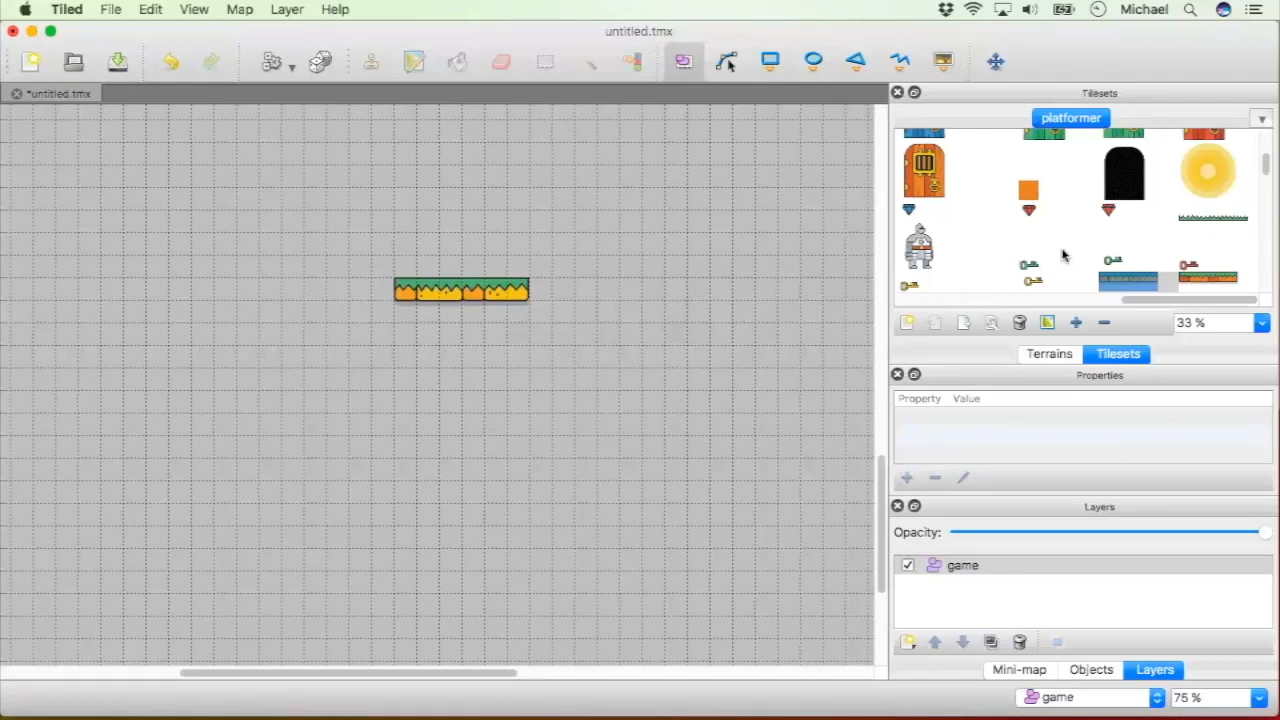 Tiled File Edit View Map Layer Help Michael
untitled.tmx
*untitled.tmx
Tilesets
platformer
33 %
Terrains Tilesets
Properties
Property Value
Layers
Opacity:
game
Mini-map Objects Layers
game 75 %